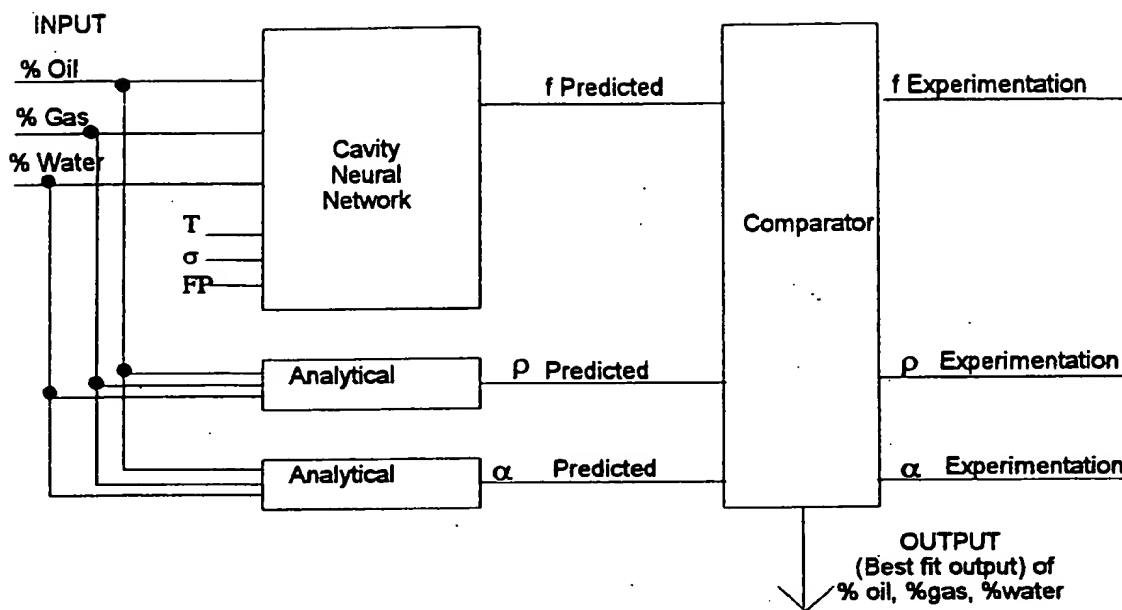 INPUT
% Oil
% Gas
% Water
T
σ
FP
Cavity
Neural
Network
f Predicted
Comparator
f Experimentation
Analytical
ρ Predicted
ρ Experimentation
Analytical
α Predicted
α Experimentation
OUTPUT
(Best fit output) of
% oil, %gas, %water